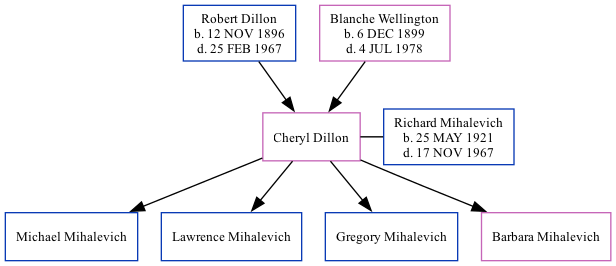 Robert Dillon
b. 12 NOV 1896
d. 25 FEB 1967
Blanche Wellington
b. 6 DEC 1899
d. 4 JUL 1978
Cheryl Dillon
Richard Mihalevich
b. 25 MAY 1921
d. 17 NOV 1967
Michael Mihalevich
Lawrence Mihalevich
Gregory Mihalevich
Barbara Mihalevich